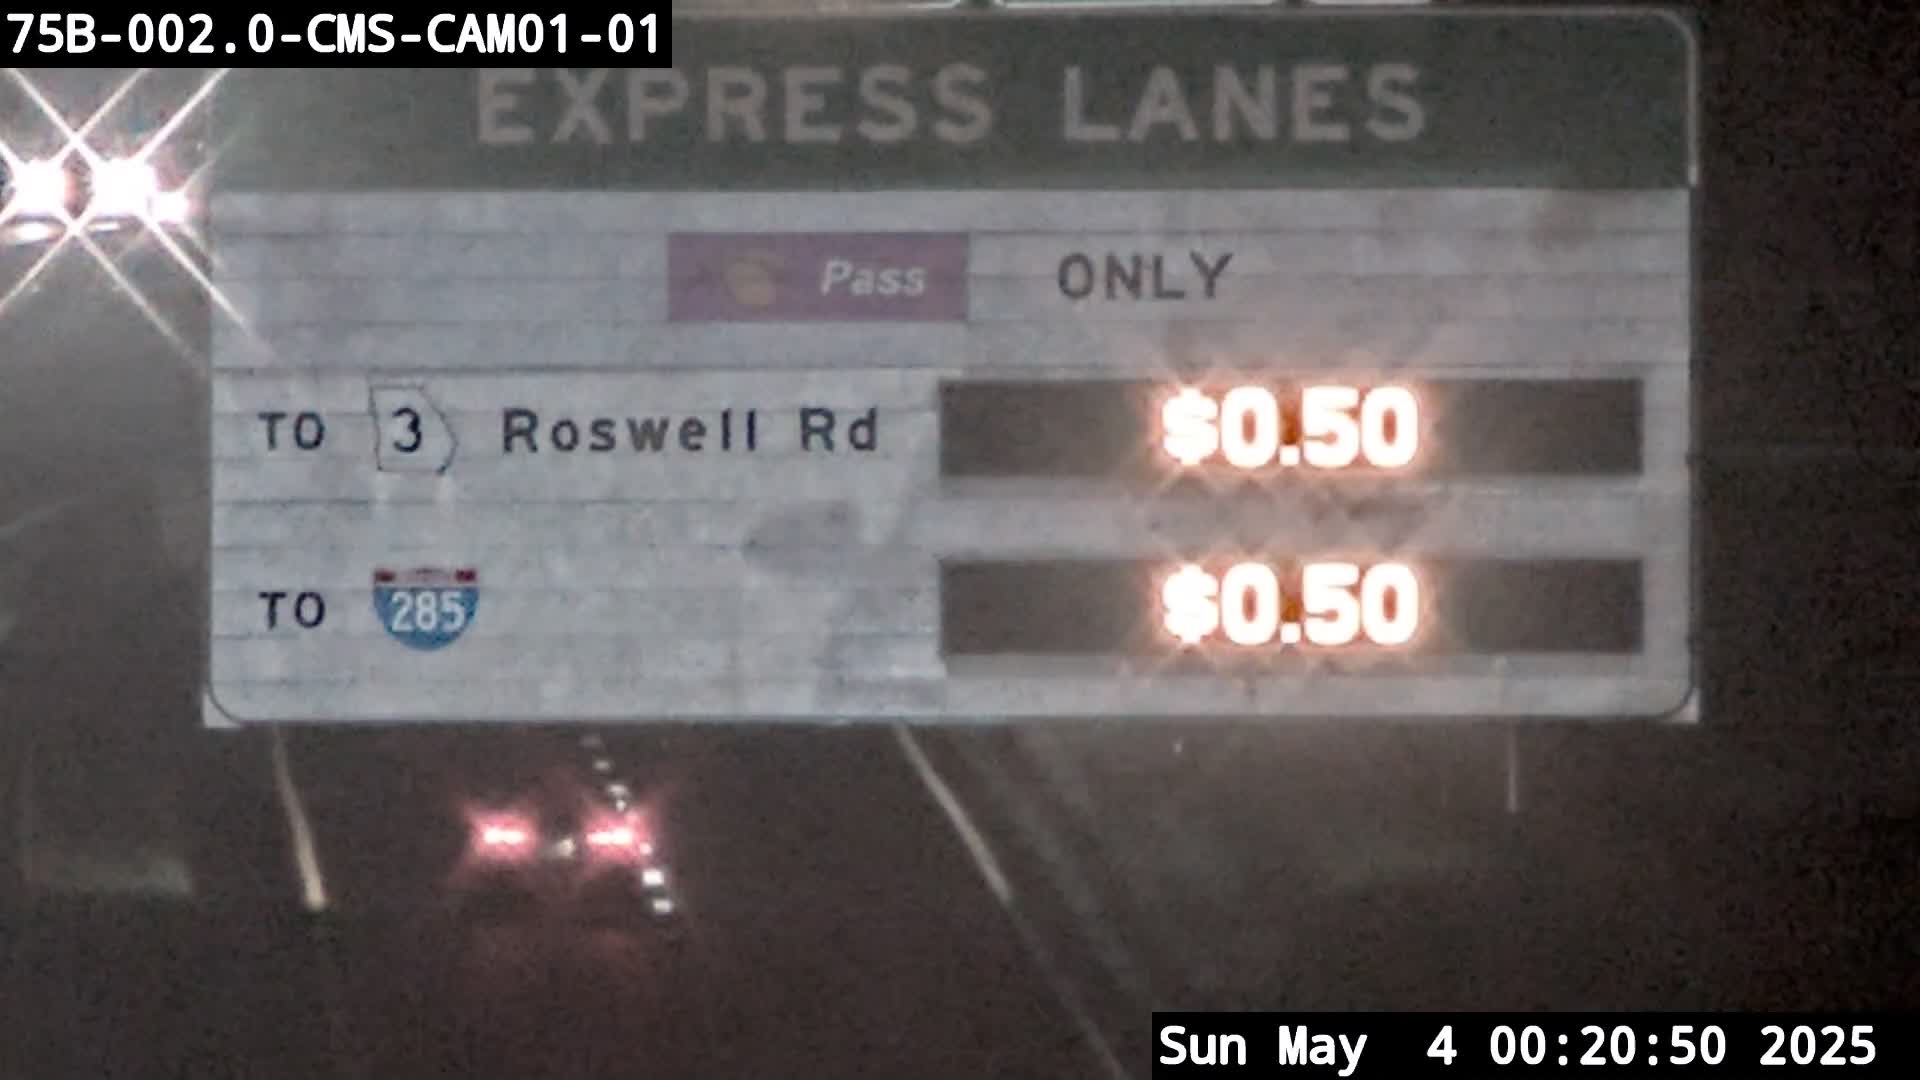 75B-002.0-CMS-CAM01-01
EXPRESS LANES
Pass ONLY
TO 3 Roswell Rd $0.50
TO 285 $0.50
Sun May 4 00:20:50 2025